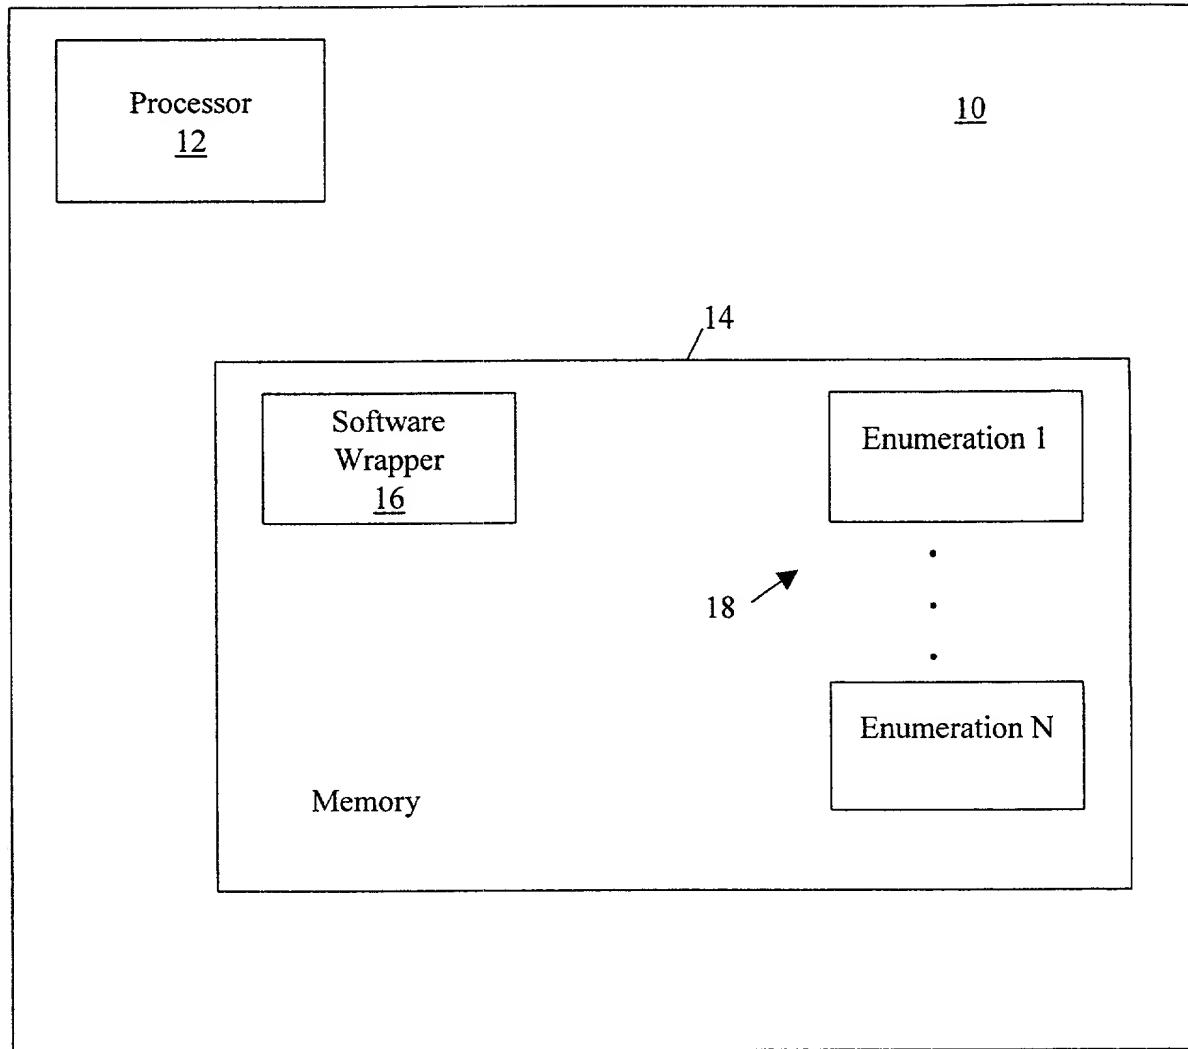 Processor
12
10
14
Software
Wrapper
16
Enumeration 1
18
Enumeration N
Memory